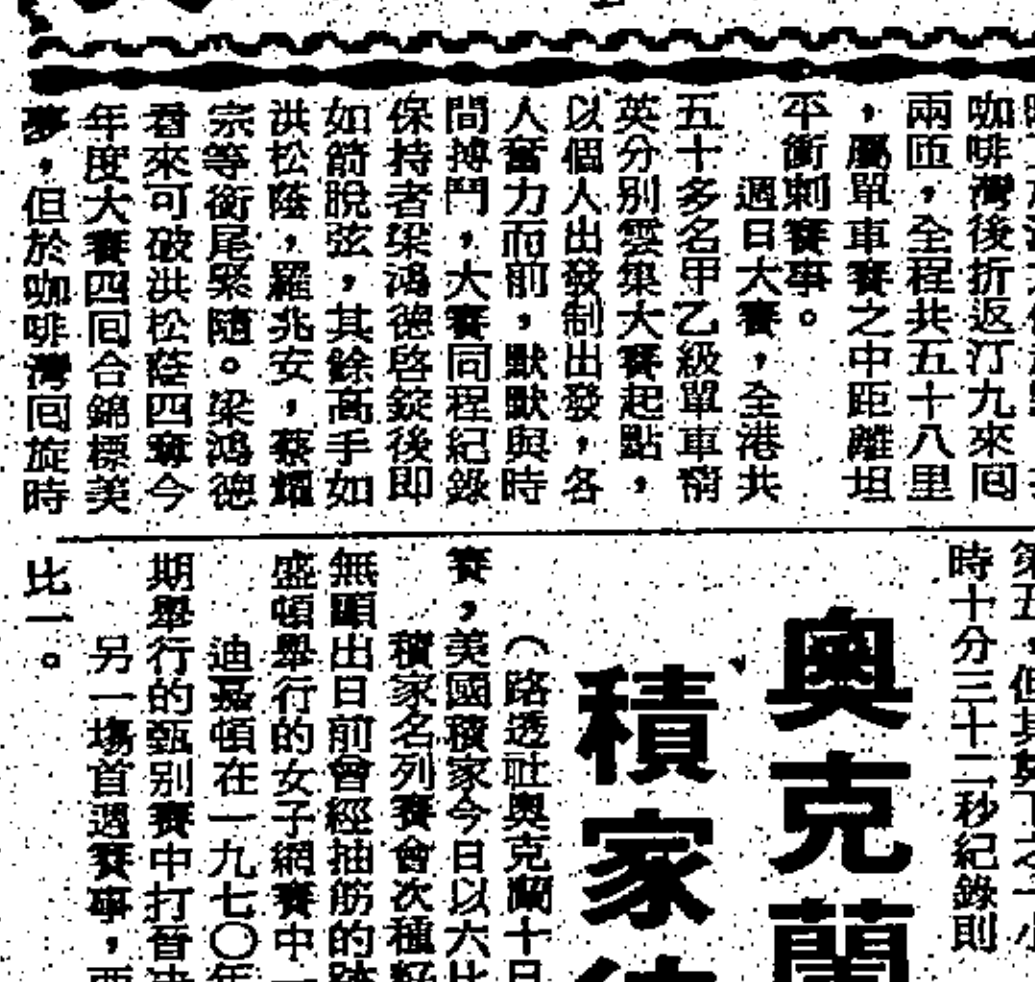 咖啡灣後折返汀九來囘
兩匝，全程共五十八里
，屬單車賽之中距離坦
平衝刺賽事。
週日大賽，全港共
五十多名甲乙級單車精
英分別雲集大賽起點，
以個人出發制出發，各
人奮力而前，默默與時
間搏鬥，大賽同程紀錄
保持者梁鴻德啓錠後即
如箭脫弦，其餘高手如
洪松蔭，羅兆安，蔡耀
宗等銜尾緊隨。梁鴻德
看來可破洪松蔭四奪今
年度大賽四囘合錦標美
夢，但於咖啡灣囘旋時
時十分三十二秒紀錄則
奧克蘭
積家
（路透社奧克蘭十日
賽，美國積家今日以六比
積家名列賽會次種籽
無顯出日前曾經抽筋的跡
盛頓舉行的女子網賽中
迪嘉頓在一九七〇年
期舉行的甄別賽中打晉決
另一場首週賽事，
比一。